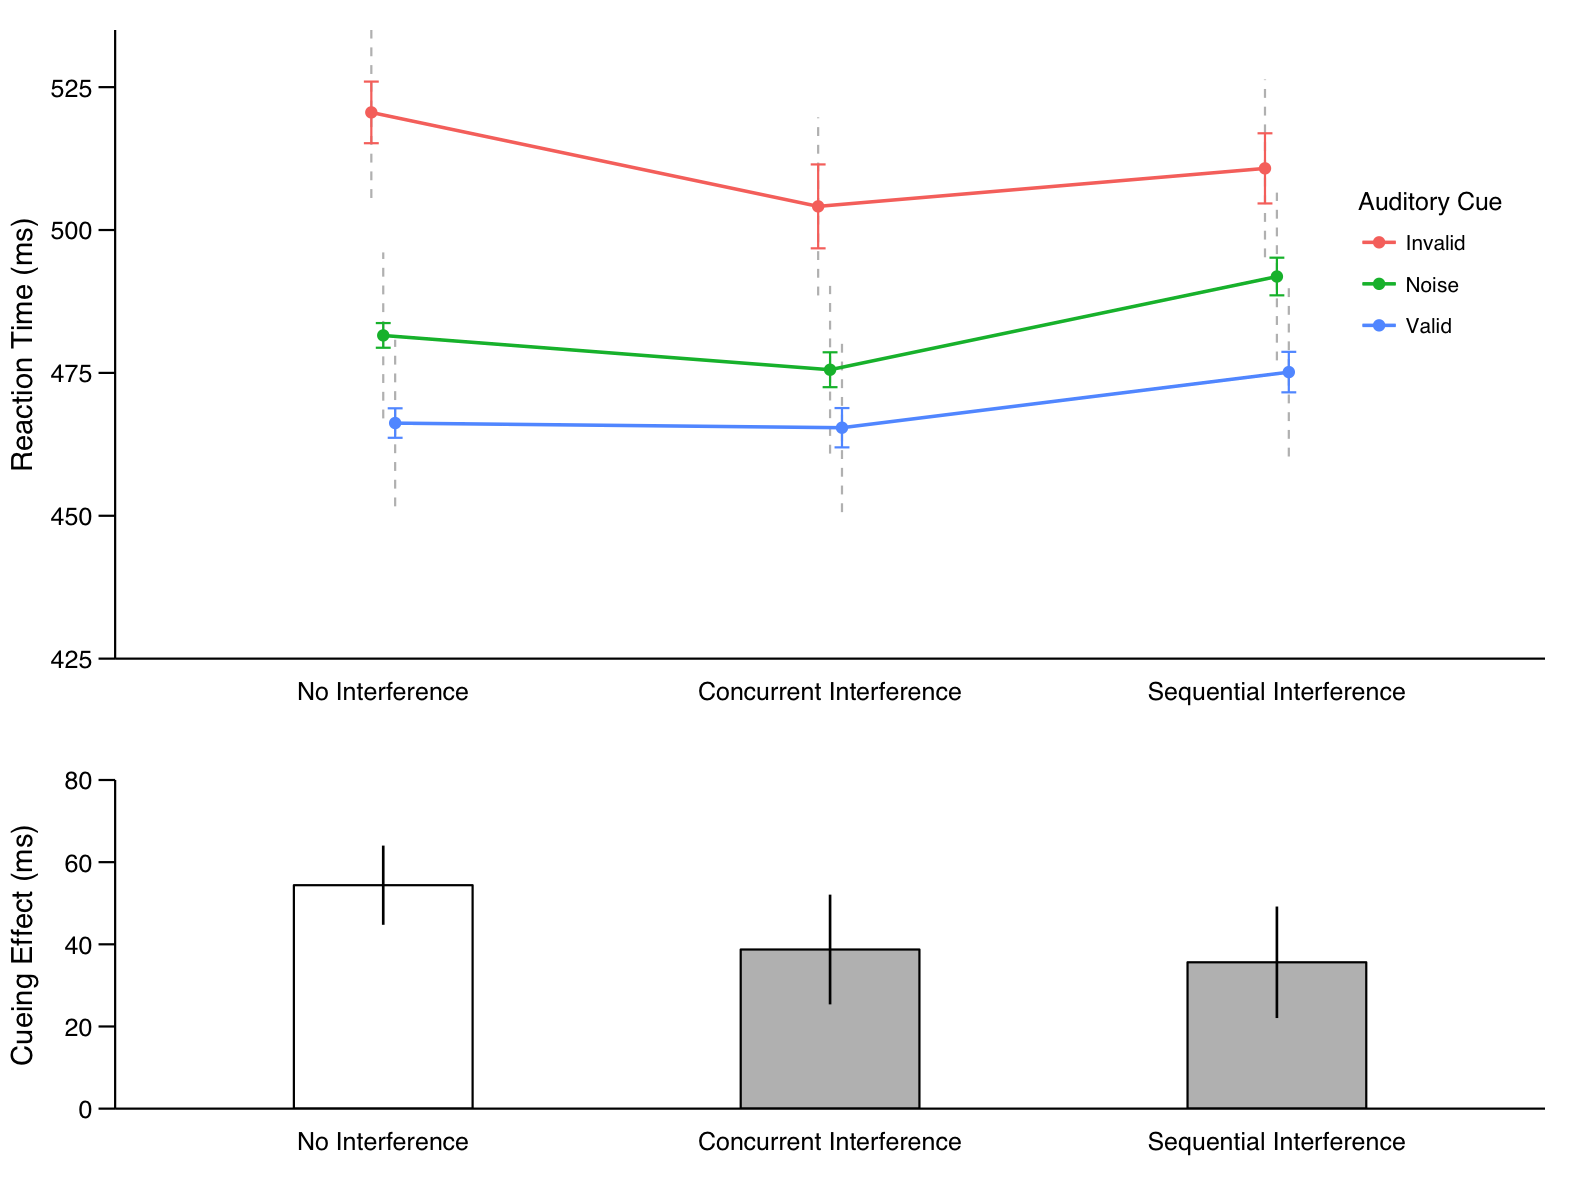 Reaction Time (ms)
525
500
475
450
425
No Interference
Concurrent Interference
Sequential Interference
Auditory Cue
Invalid
Noise
Valid
Cueing Effect (ms)
80
60
40
20
0
No Interference
Concurrent Interference
Sequential Interference